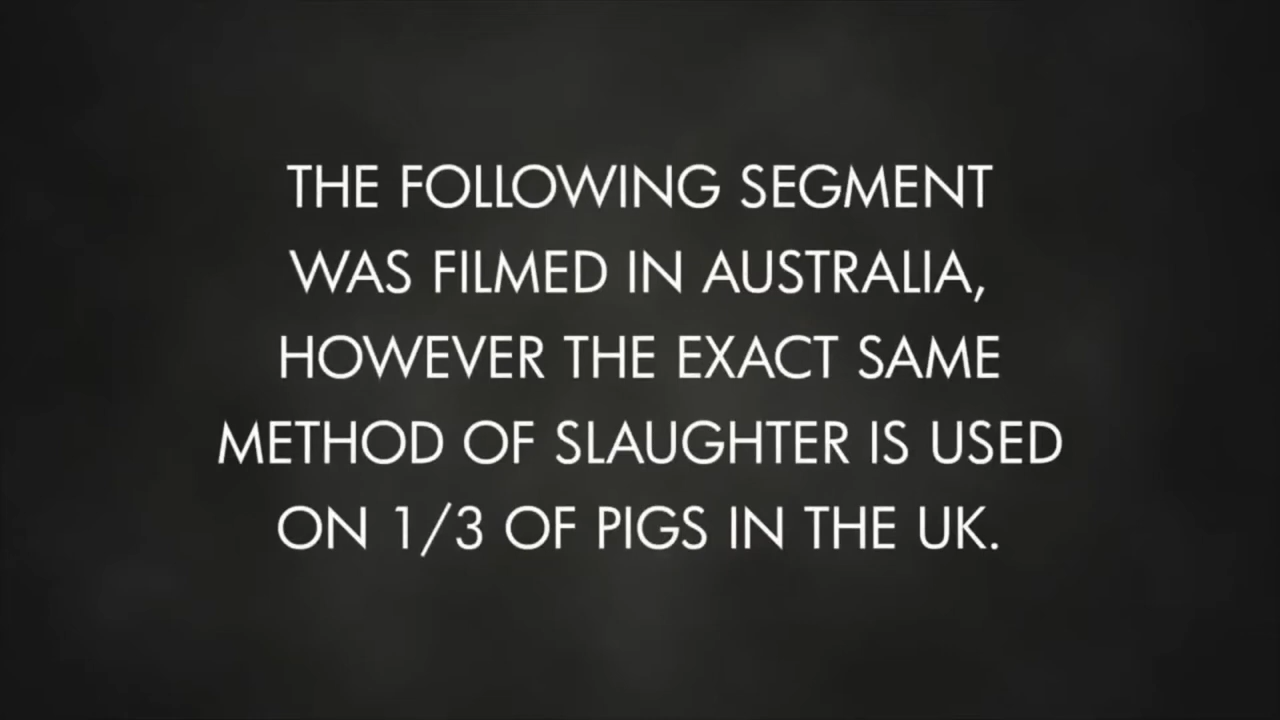 THE FOLLOWING SEGMENT
WAS FILMED IN AUSTRALIA,
HOWEVER THE EXACT SAME
METHOD OF SLAUGHTER IS USED
ON 1/3 OF PIGS IN THE UK.